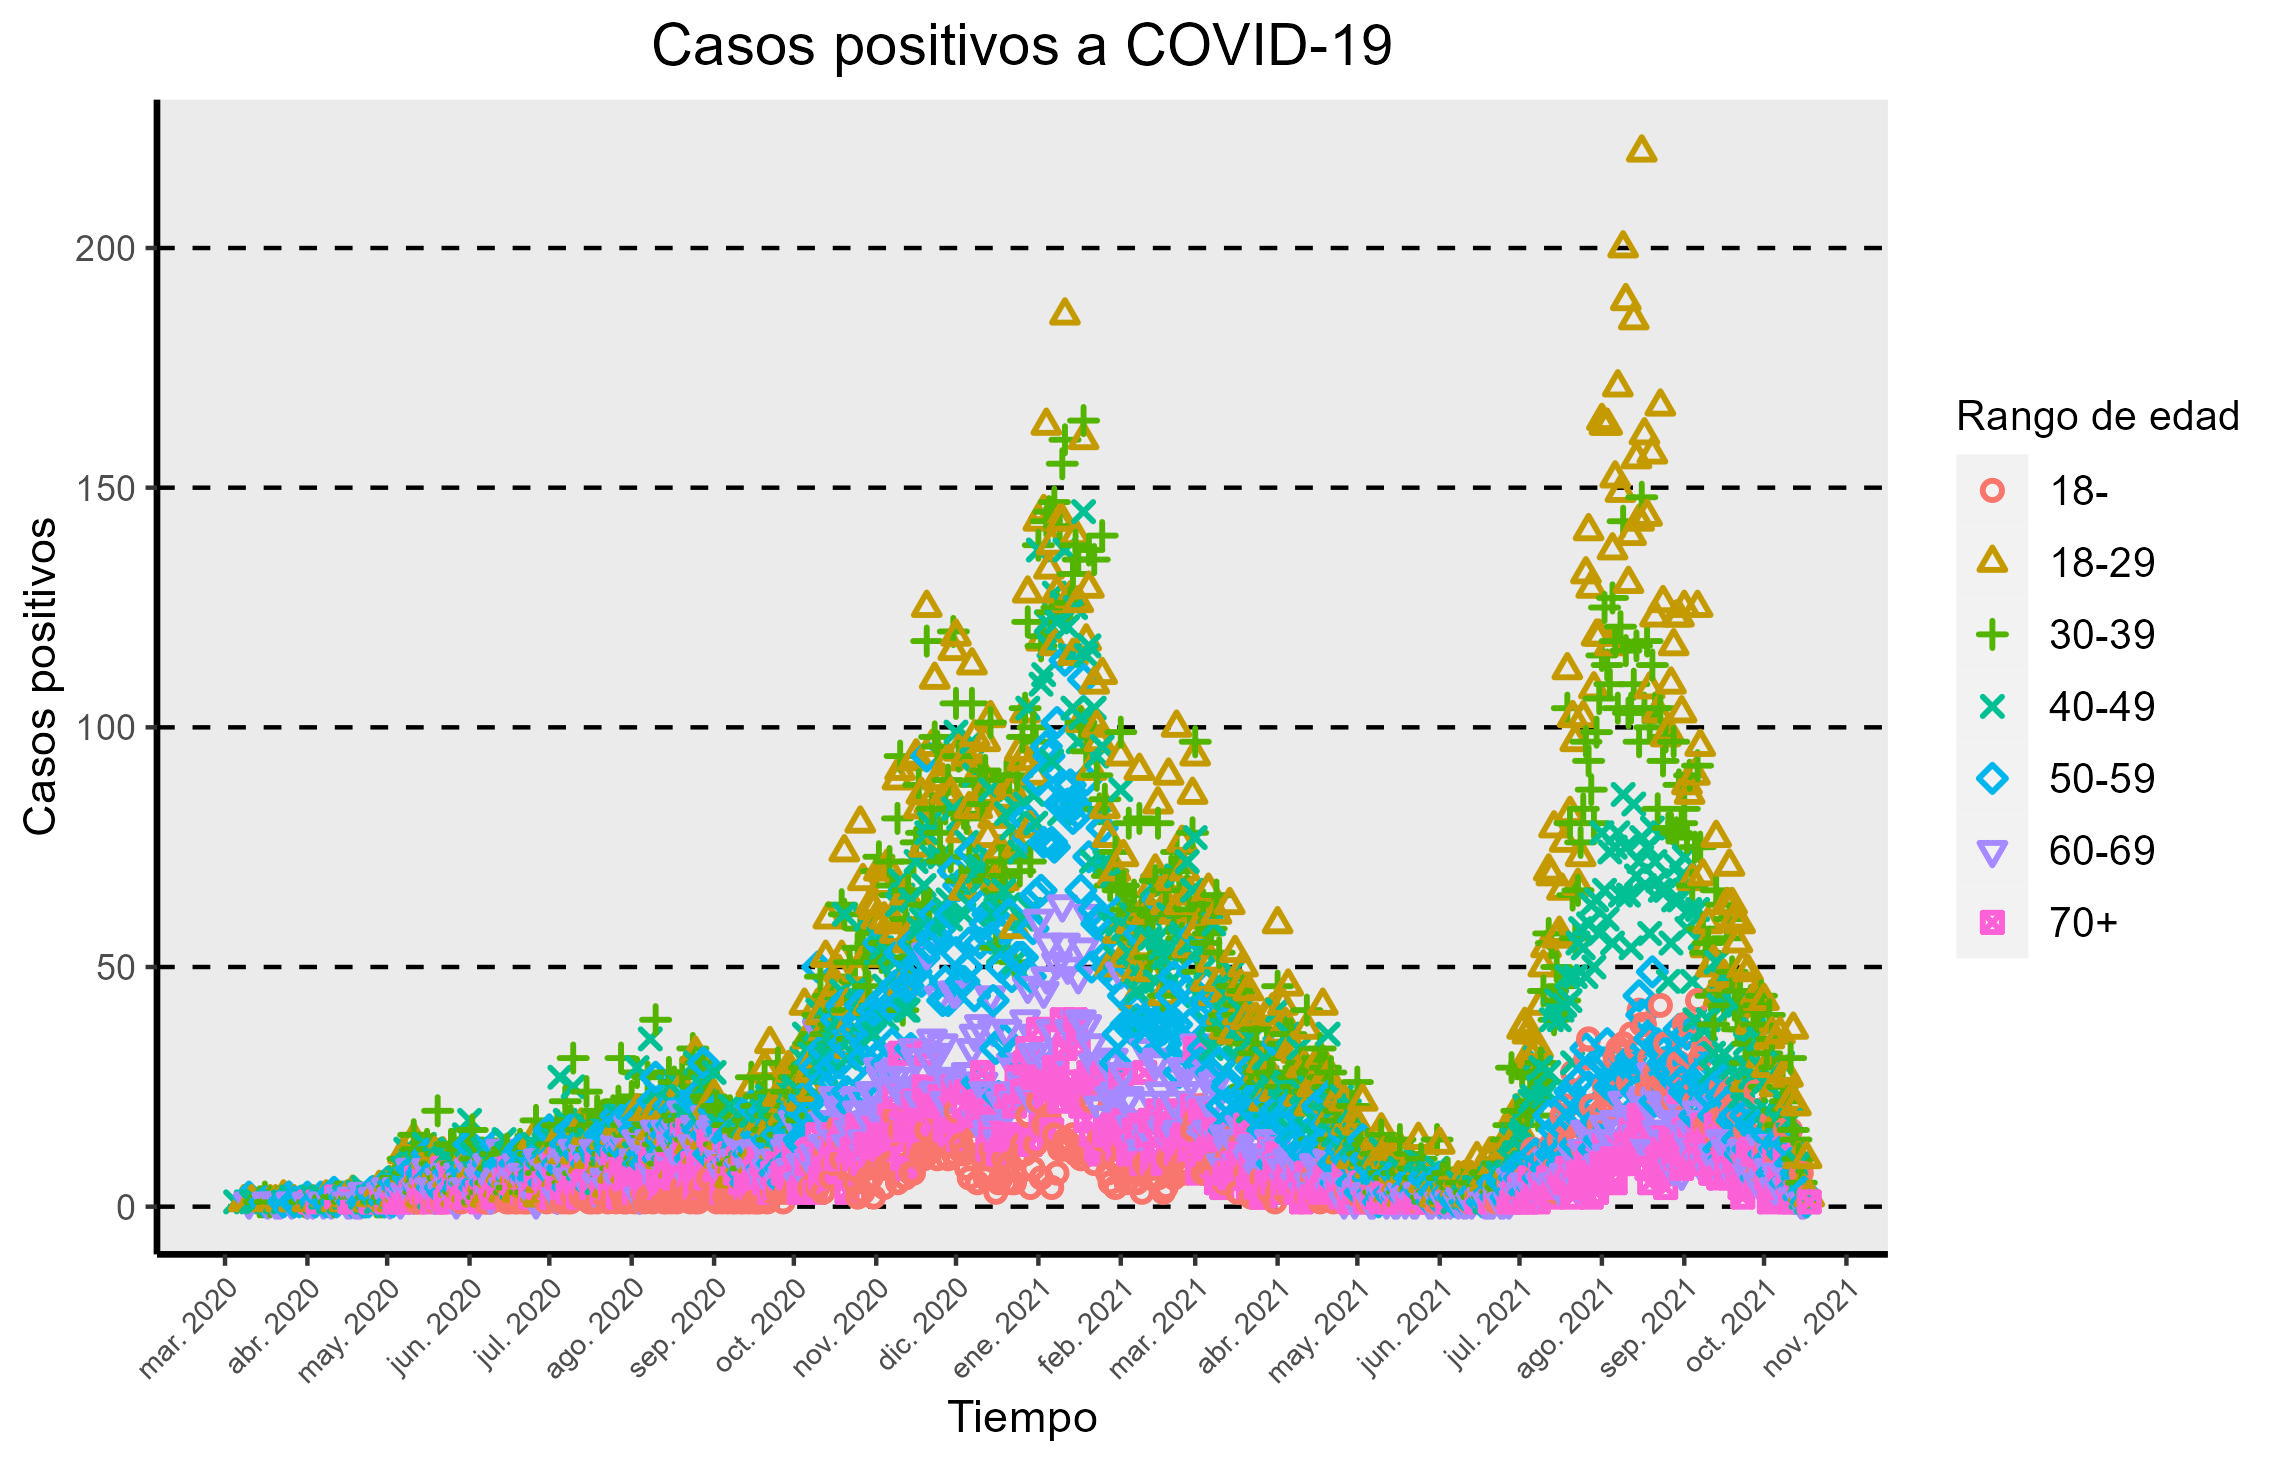 Casos positivos a COVID-19
Casos positivos
200
150
100
50
0
mar. 2020
abr. 2020
may. 2020
jun. 2020
jul. 2020
ago. 2020
sep. 2020
oct. 2020
nov. 2020
dic. 2020
ene. 2021
feb. 2021
mar. 2021
abr. 2021
may. 2021
jun. 2021
jul. 2021
ago. 2021
sep. 2021
oct. 2021
nov. 2021
Tiempo
Rango de edad
18-
18-29
30-39
40-49
50-59
60-69
70+